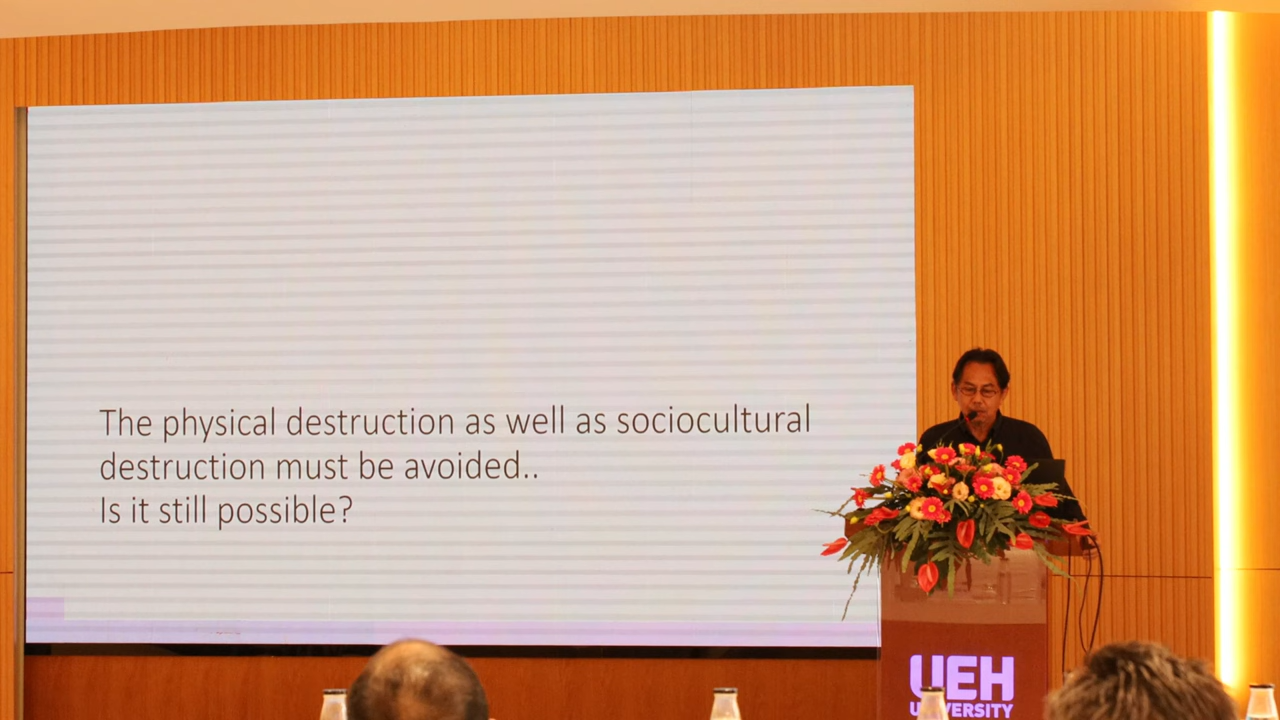 The physical destruction as well as sociocultural
destruction must be avoided..
Is it still possible?
UEH
UNIVERSITY